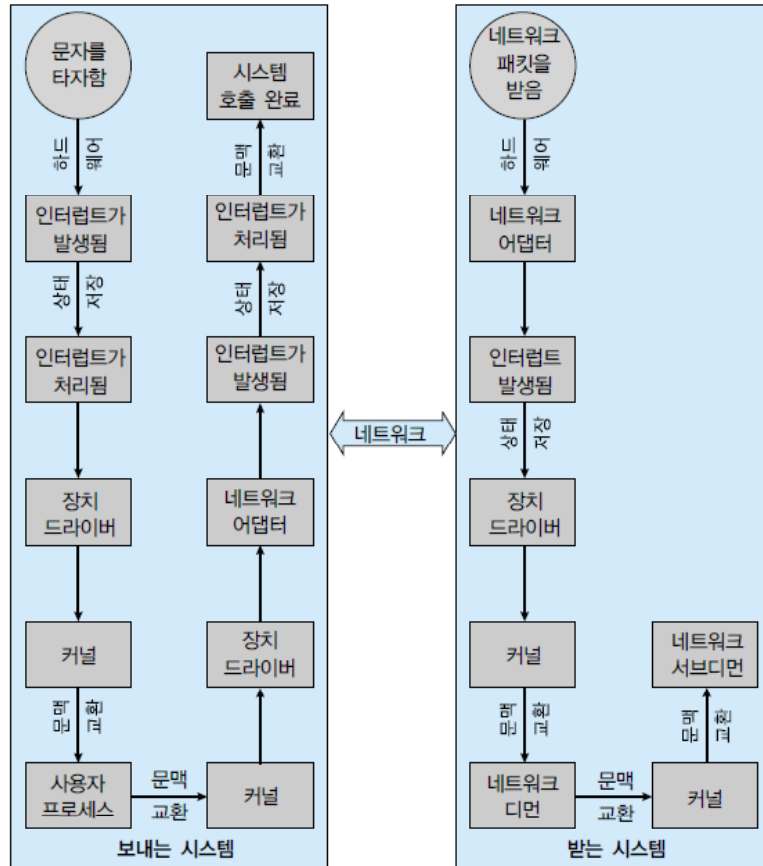 문자를
타자함
하드
웨어
인터럽트가
발생됨
상태
저장
인터럽트가
처리됨
장치
드라이버
커널
문맥
교환
사용자
프로세스
문맥
교환
커널
장치
드라이버
네트워크
어댑터
인터럽트가
발생됨
상태
저장
인터럽트가
처리됨
문맥
교환
시스템
호출 완료
보내는 시스템
네트워크
네트워크
패킷을
받음
하드
웨어
네트워크
어댑터
인터럽트
발생됨
상태
저장
장치
드라이버
커널
문맥
교환
네트워크
디먼
문맥
교환
커널
문맥
교환
네트워크
서브디먼
받는 시스템